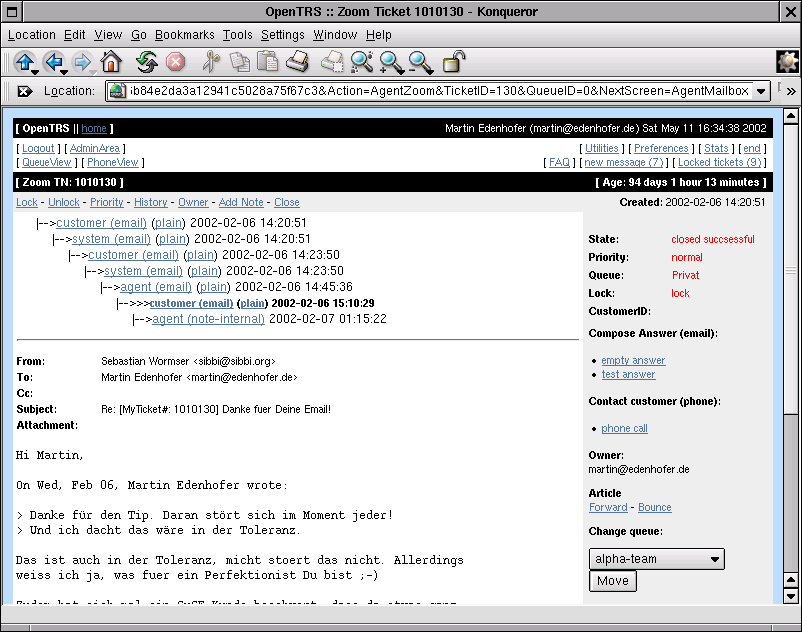 OpenTRS :: Zoom Ticket 1010130 - Konqueror
Location Edit View Go Bookmarks Tools Settings Window Help
Location: b84e2da3a12941c5028a75f67c3&Action=AgentZoom&TicketID=130&QueueID=0&NextScreen=AgentMailbox
[ OpenTRS || home ] Martin Edenhofer (martin@edenhofer.de) Sat May 11 16:34:38 2002
[ Logout ] [ AdminArea ] [ Utilities ] [ Preferences ] [ Stats ] [ end ]
[ QueueView ] [ PhoneView ] [ FAQ ] [ new message (7) ] [ Locked tickets (9) ]
[ Zoom TN: 1010130 ] [ Age: 94 days 1 hour 13 minutes ]
Lock - Unlock - Priority - History - Owner - Add Note - Close Created: 2002-02-06 14:20:51
|-->customer (email) (plain) 2002-02-06 14:20:51
|-->system (email) (plain) 2002-02-06 14:20:51
|-->customer (email) (plain) 2002-02-06 14:23:50
|-->system (email) (plain) 2002-02-06 14:23:50
|-->agent (email) (plain) 2002-02-06 14:45:36
|-->>>customer (email) (plain) 2002-02-06 15:10:29
|-->agent (note-internal) 2002-02-07 01:15:22
From: Sebastian Wormser <sibbi@sibbi.org>
To: Martin Edenhofer <martin@edenhofer.de>
Cc:
Subject: Re: [MyTicket#: 1010130] Danke fuer Deine Email!
Attachment:
Hi Martin,
On Wed, Feb 06, Martin Edenhofer wrote:
> Danke für den Tip. Daran stört sich im Moment jeder!
> Und ich dacht das wäre in der Toleranz.
Das ist auch in der Toleranz, micht stoert das nicht. Allerdings
weiss ich ja, was fuer ein Perfektionist Du bist ;-)
State: closed succsessful
Priority: normal
Queue: Privat
Lock: lock
CustomerID:
Compose Answer (email):
• empty answer
• test answer
Contact customer (phone):
• phone call
Owner:
martin@edenhofer.de
Article
Forward - Bounce
Change queue:
alpha-team
Move